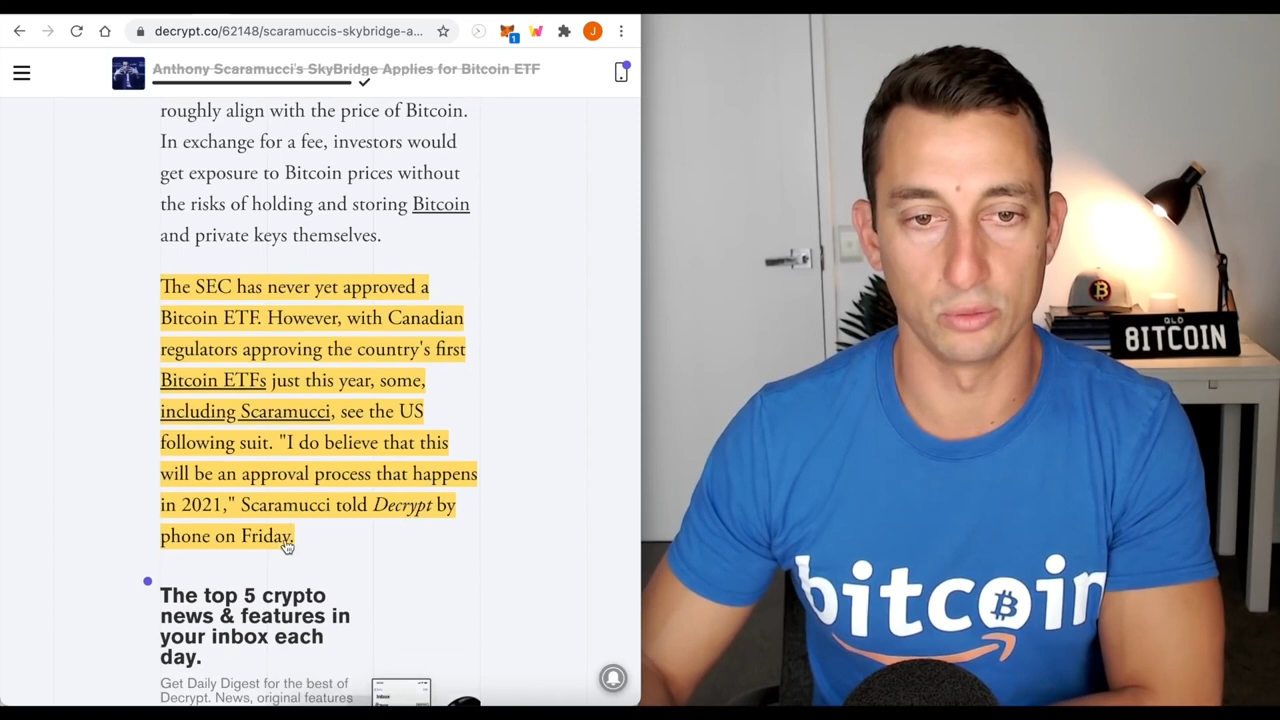 decrypt.co/62148/scaramuccis-skybridge-a...
1
J
Anthony Scaramucci's SkyBridge Applies for Bitcoin ETF
roughly align with the price of Bitcoin.
In exchange for a fee, investors would
get exposure to Bitcoin prices without
the risks of holding and storing Bitcoin
and private keys themselves.
The SEC has never yet approved a
Bitcoin ETF. However, with Canadian
regulators approving the country's first
Bitcoin ETFs just this year, some,
including Scaramucci, see the US
following suit. "I do believe that this
will be an approval process that happens
in 2021," Scaramucci told Decrypt by
phone on Friday.
The top 5 crypto
news & features in
your inbox each
day.
Get Daily Digest for the best of
Decrypt. News, original features
Inbox
QLD
8ITCOIN
bitcoin